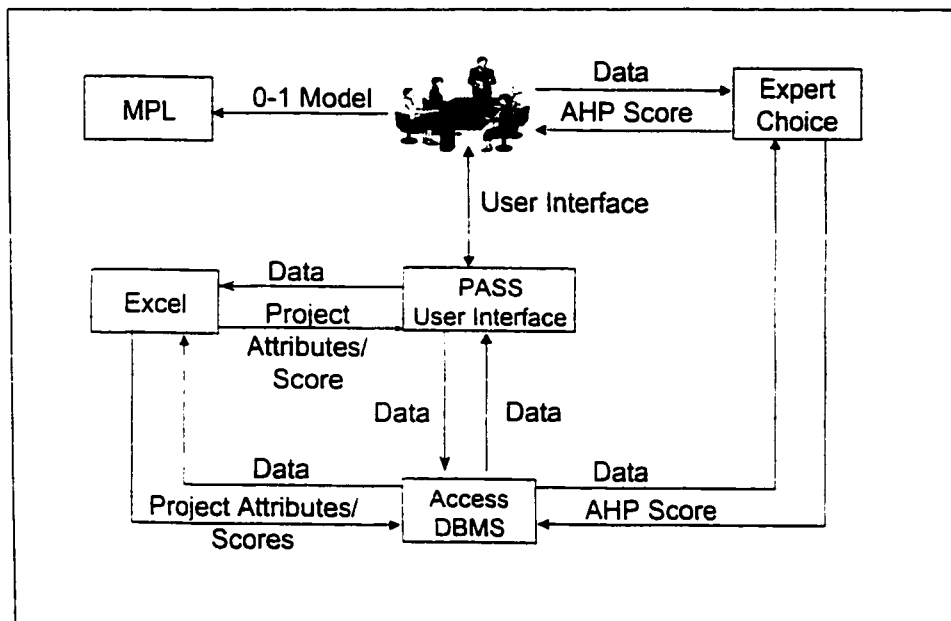 Data
0-1 Model
MPL
AHP Score
Expert
Choice
User Interface
Data
Excel
PASS
User Interface
Project
Attributes/
Score
Data
Data
Data
Access
DBMS
Data
Project Attributes/
Scores
AHP Score